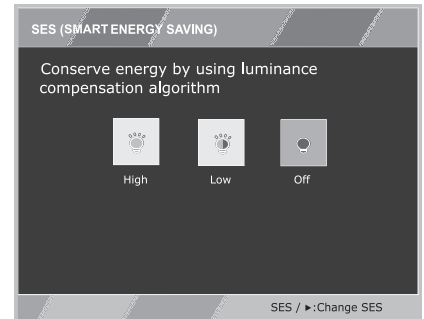 SES (SMART ENERGY SAVING)
Conserve energy by using luminance
compensation algorithm
High Low Off
SES / ►:Change SES